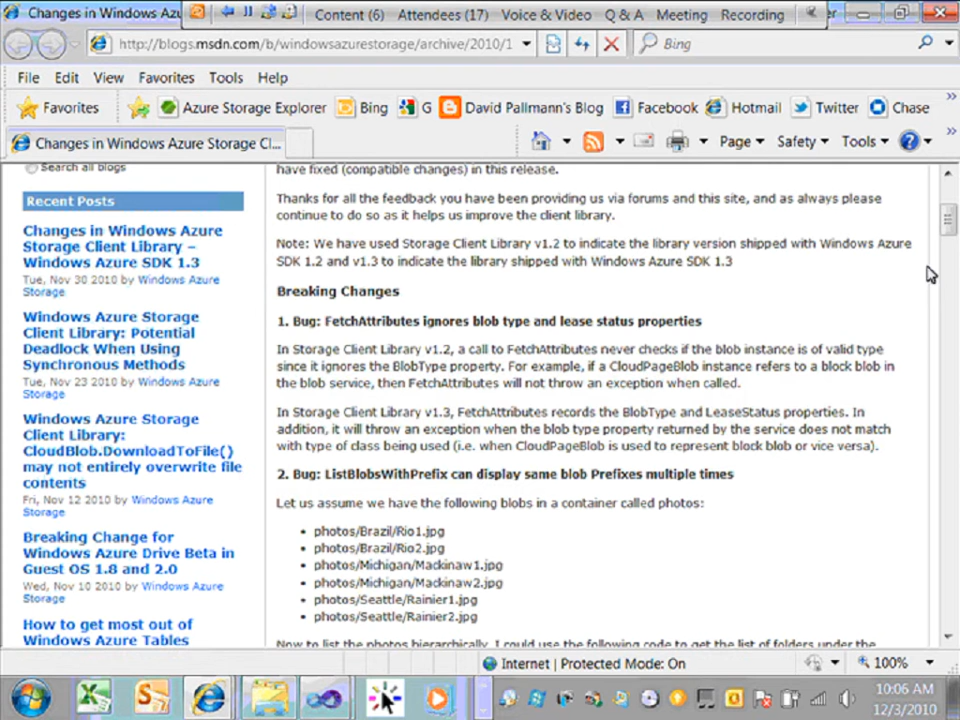 Changes in Windows Azu
Content (6) Attendees (17) Voice & Video Q & A Meeting Recording
http://blogs.msdn.com/b/windowsazurestorage/archive/2010/1
Bing
File Edit View Favorites Tools Help
Favorites Azure Storage Explorer Bing G David Pallmann's Blog Facebook Hotmail Twitter Chase
Changes in Windows Azure Storage Cl...
Page Safety Tools
Search all blogs
Recent Posts
Changes in Windows Azure
Storage Client Library –
Windows Azure SDK 1.3
Tue, Nov 30 2010 by Windows Azure
Storage
Windows Azure Storage
Client Library: Potential
Deadlock When Using
Synchronous Methods
Tue, Nov 23 2010 by Windows Azure
Storage
Windows Azure Storage
Client Library:
CloudBlob.DownloadToFile()
may not entirely overwrite file
contents
Fri, Nov 12 2010 by Windows Azure
Storage
Breaking Change for
Windows Azure Drive Beta in
Guest OS 1.8 and 2.0
Wed, Nov 10 2010 by Windows Azure
Storage
How to get most out of
Windows Azure Tables
have fixed (compatible changes) in this release.
Thanks for all the feedback you have been providing us via forums and this site, and as always please
continue to do so as it helps us improve the client library.
Note: We have used Storage Client Library v1.2 to indicate the library version shipped with Windows Azure
SDK 1.2 and v1.3 to indicate the library shipped with Windows Azure SDK 1.3
Breaking Changes
1. Bug: FetchAttributes ignores blob type and lease status properties
In Storage Client Library v1.2, a call to FetchAttributes never checks if the blob instance is of valid type
since it ignores the BlobType property. For example, if a CloudPageBlob instance refers to a block blob in
the blob service, then FetchAttributes will not throw an exception when called.
In Storage Client Library v1.3, FetchAttributes records the BlobType and LeaseStatus properties. In
addition, it will throw an exception when the blob type property returned by the service does not match
with type of class being used (i.e. when CloudPageBlob is used to represent block blob or vice versa).
2. Bug: ListBlobsWithPrefix can display same blob Prefixes multiple times
Let us assume we have the following blobs in a container called photos:
• photos/Brazil/Rio1.jpg
• photos/Brazil/Rio2.jpg
• photos/Michigan/Mackinaw1.jpg
• photos/Michigan/Mackinaw2.jpg
• photos/Seattle/Rainier1.jpg
• photos/Seattle/Rainier2.jpg
Now to list the photos hierarchically, I could use the following code to get the list of folders under the
Internet | Protected Mode: On
100%
10:06 AM
12/3/2010